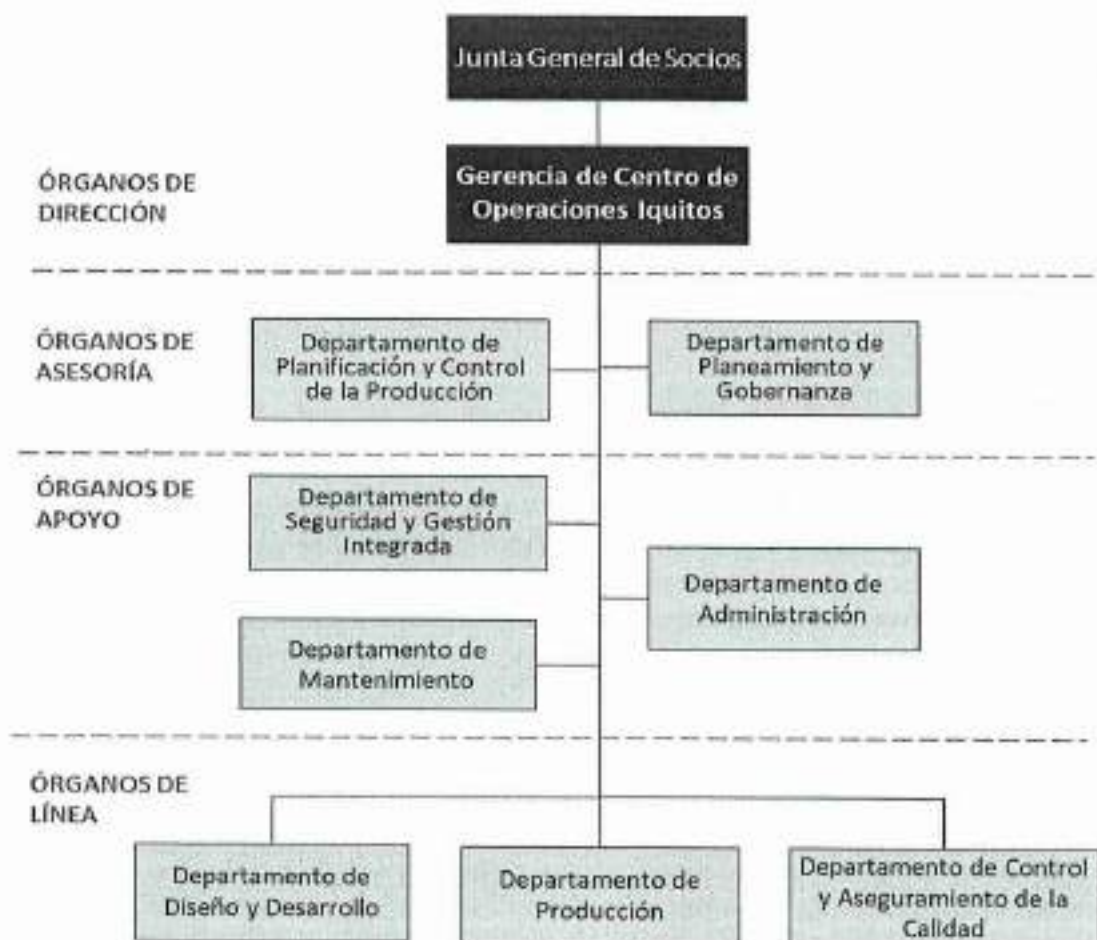 Junta General de Socios
ÓRGANOS DE
DIRECCIÓN
Gerencia de Centro de
Operaciones Iquitos
ÓRGANOS DE
ASESORÍA
Departamento de
Planificación y Control
de la Producción
Departamento de
Planeamiento y
Gobernanza
ÓRGANOS DE
APOYO
Departamento de
Seguridad y Gestión
Integrada
Departamento de
Administración
Departamento de
Mantenimiento
ÓRGANOS DE
LÍNEA
Departamento de
Diseño y Desarrollo
Departamento de
Producción
Departamento de Control
y Aseguramiento de la
Calidad